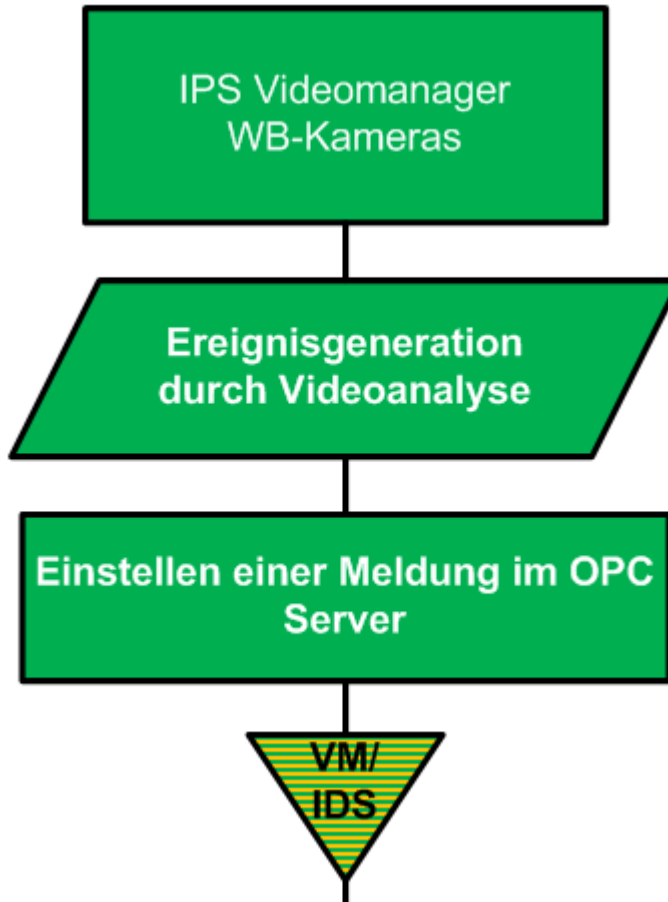 IPS Videomanager
WB-Kameras
Ereignisgeneration
durch Videoanalyse
Einstellen einer Meldung im OPC
Server
VM/
IDS